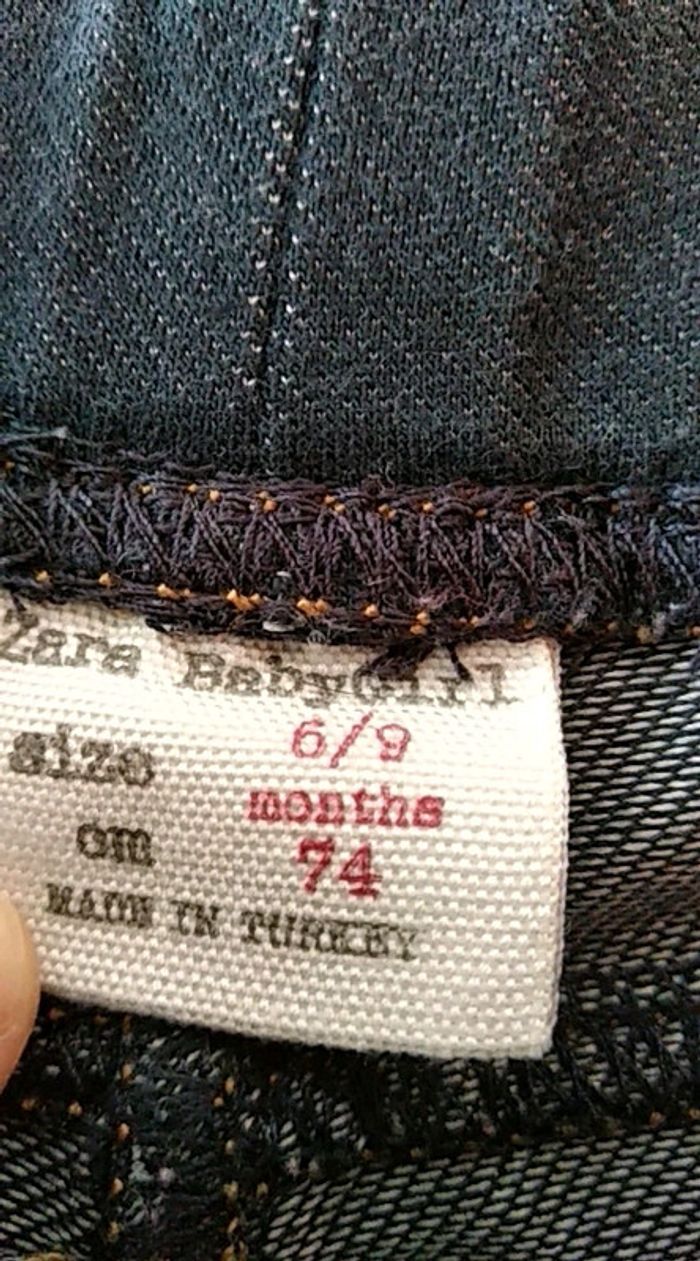 Zara BabyGirl
size 6/9
months
cm 74
MADE IN TURKEY